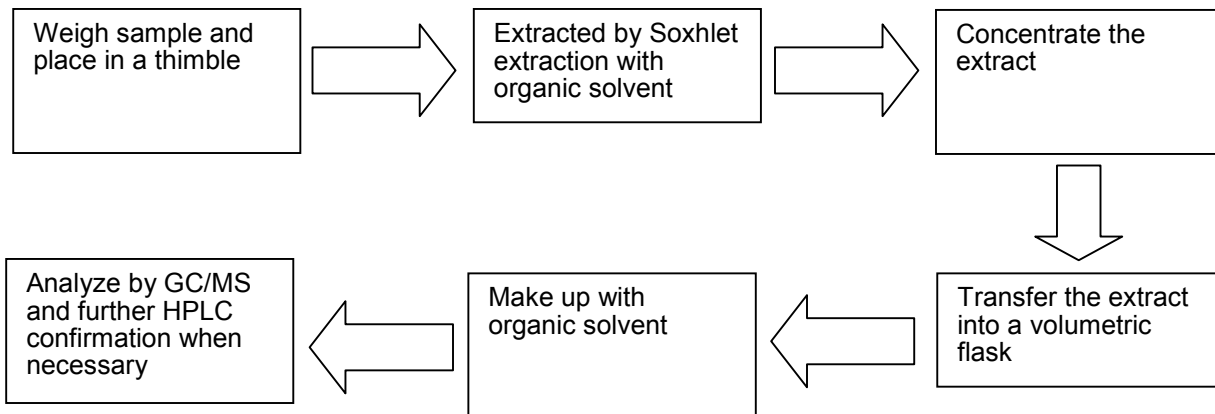 Weigh sample and
place in a thimble
Extracted by Soxhlet
extraction with
organic solvent
Concentrate the
extract
Transfer the extract
into a volumetric
flask
Make up with
organic solvent
Analyze by GC/MS
and further HPLC
confirmation when
necessary